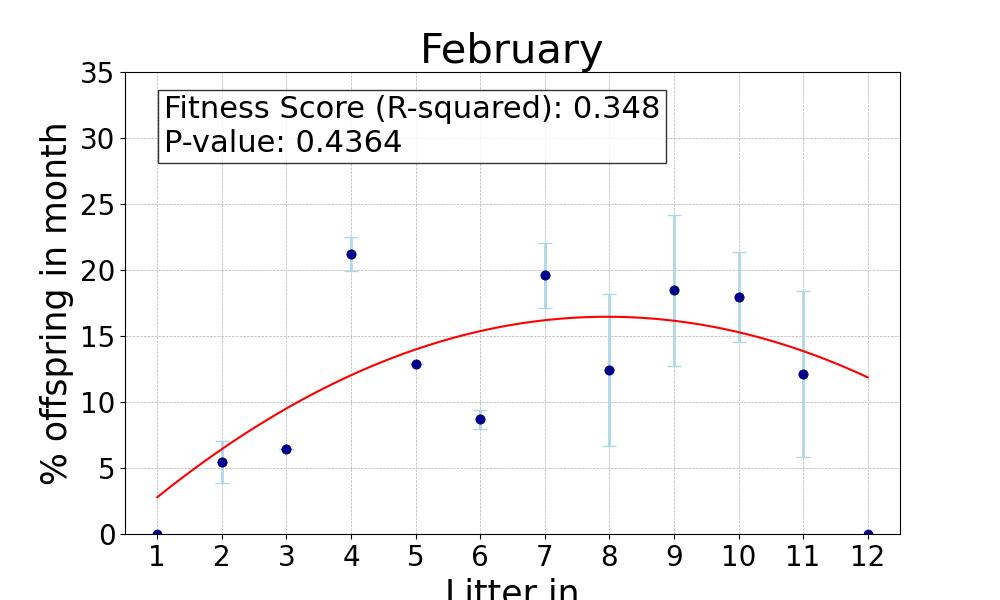 February
Fitness Score (R-squared): 0.348
P-value: 0.4364
% offspring in month
35
30
25
20
15
10
5
0
1 2 3 4 5 6 7 8 9 10 11 12
Litter in